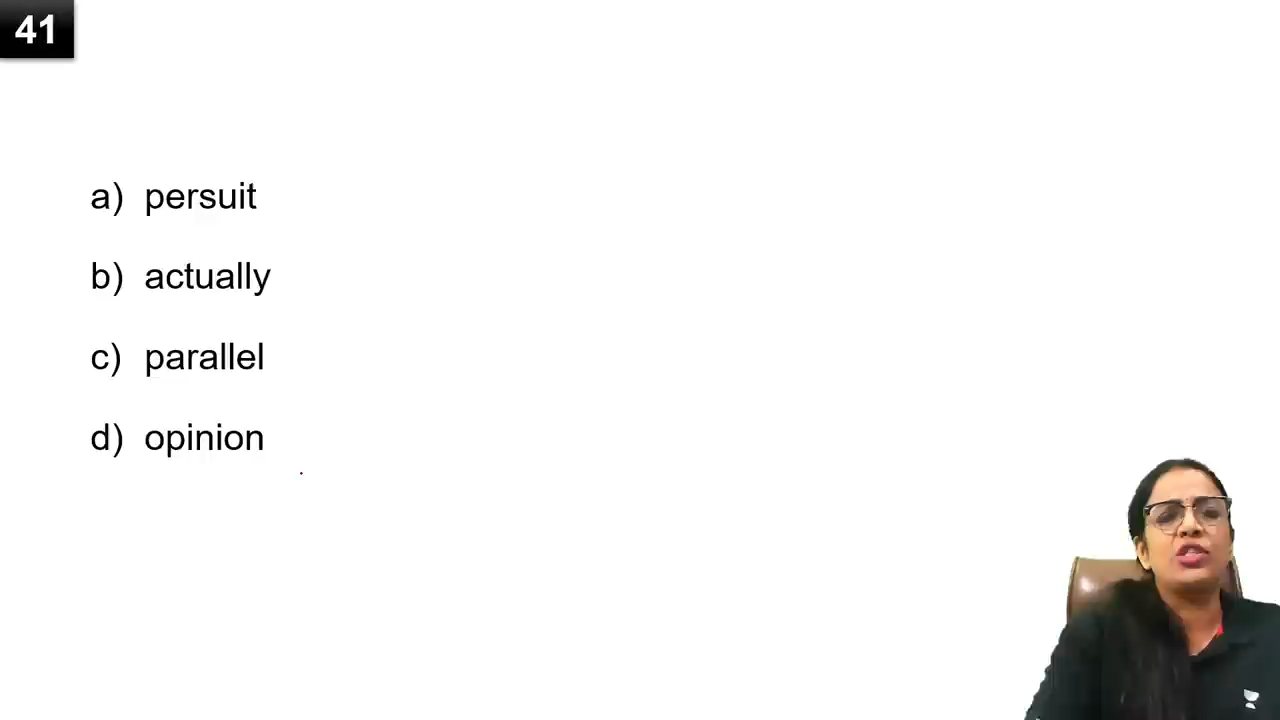 41
a) persuit
b) actually
c) parallel
d) opinion